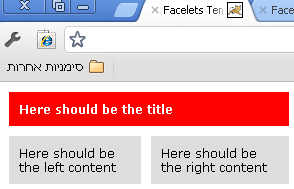 Facelets Ten
Face
סימניות אחרות
Here should be the title
Here should be
the left content
Here should be
the right content